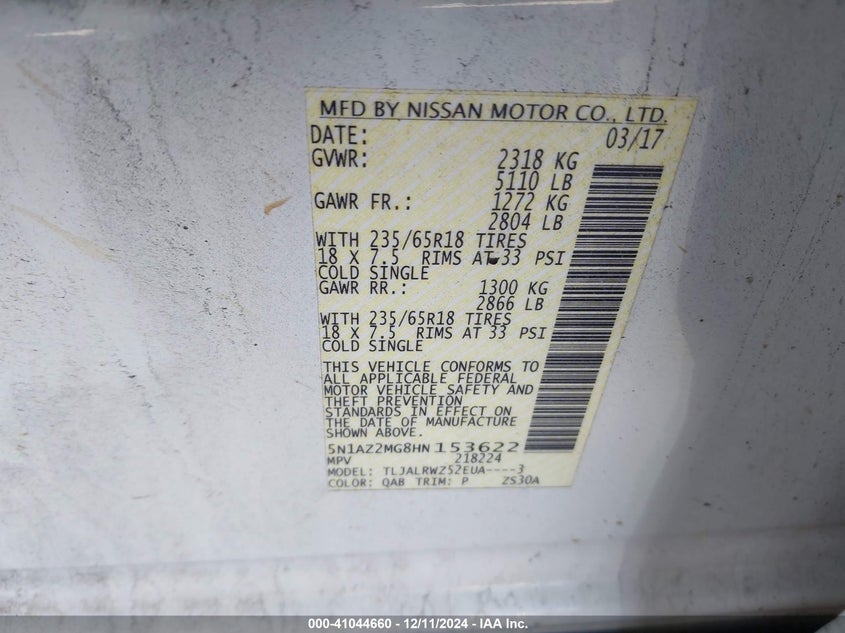 MFD BY NISSAN MOTOR CO., LTD.
DATE: 03/17
GVWR: 2318 KG
5110 LB
GAWR FR.: 1272 KG
2804 LB
WITH 235/65R18 TIRES
18 X 7.5 RIMS AT 33 PSI
COLD SINGLE
GAWR RR.: 1300 KG
2866 LB
WITH 235/65R18 TIRES
18 X 7.5 RIMS AT 33 PSI
COLD SINGLE
THIS VEHICLE CONFORMS TO
ALL APPLICABLE FEDERAL
MOTOR VEHICLE SAFETY AND
THEFT PREVENTION
STANDARDS IN EFFECT ON
THE DATE OF MANUFACTURE
SHOWN ABOVE.
5N1AZ2MG8HN 153622
MPV 218224
MODEL: TLJALRWZ52EUA----3
COLOR: QAB TRIM: P ZS30A
000-41044660 - 12/11/2024 - IAA Inc.